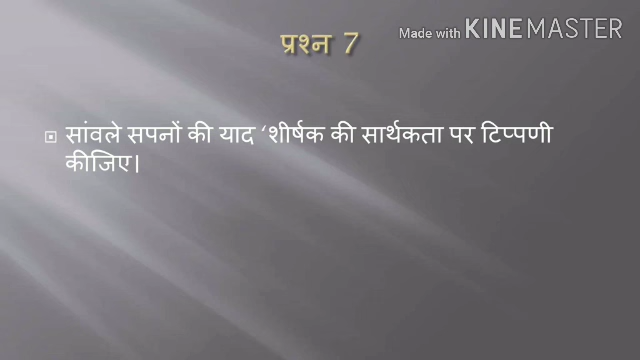 प्रश्न 7
Made with KINEMASTER
सांवले सपनों की याद ‘शीर्षक की सार्थकता पर टिप्पणी
कीजिए।